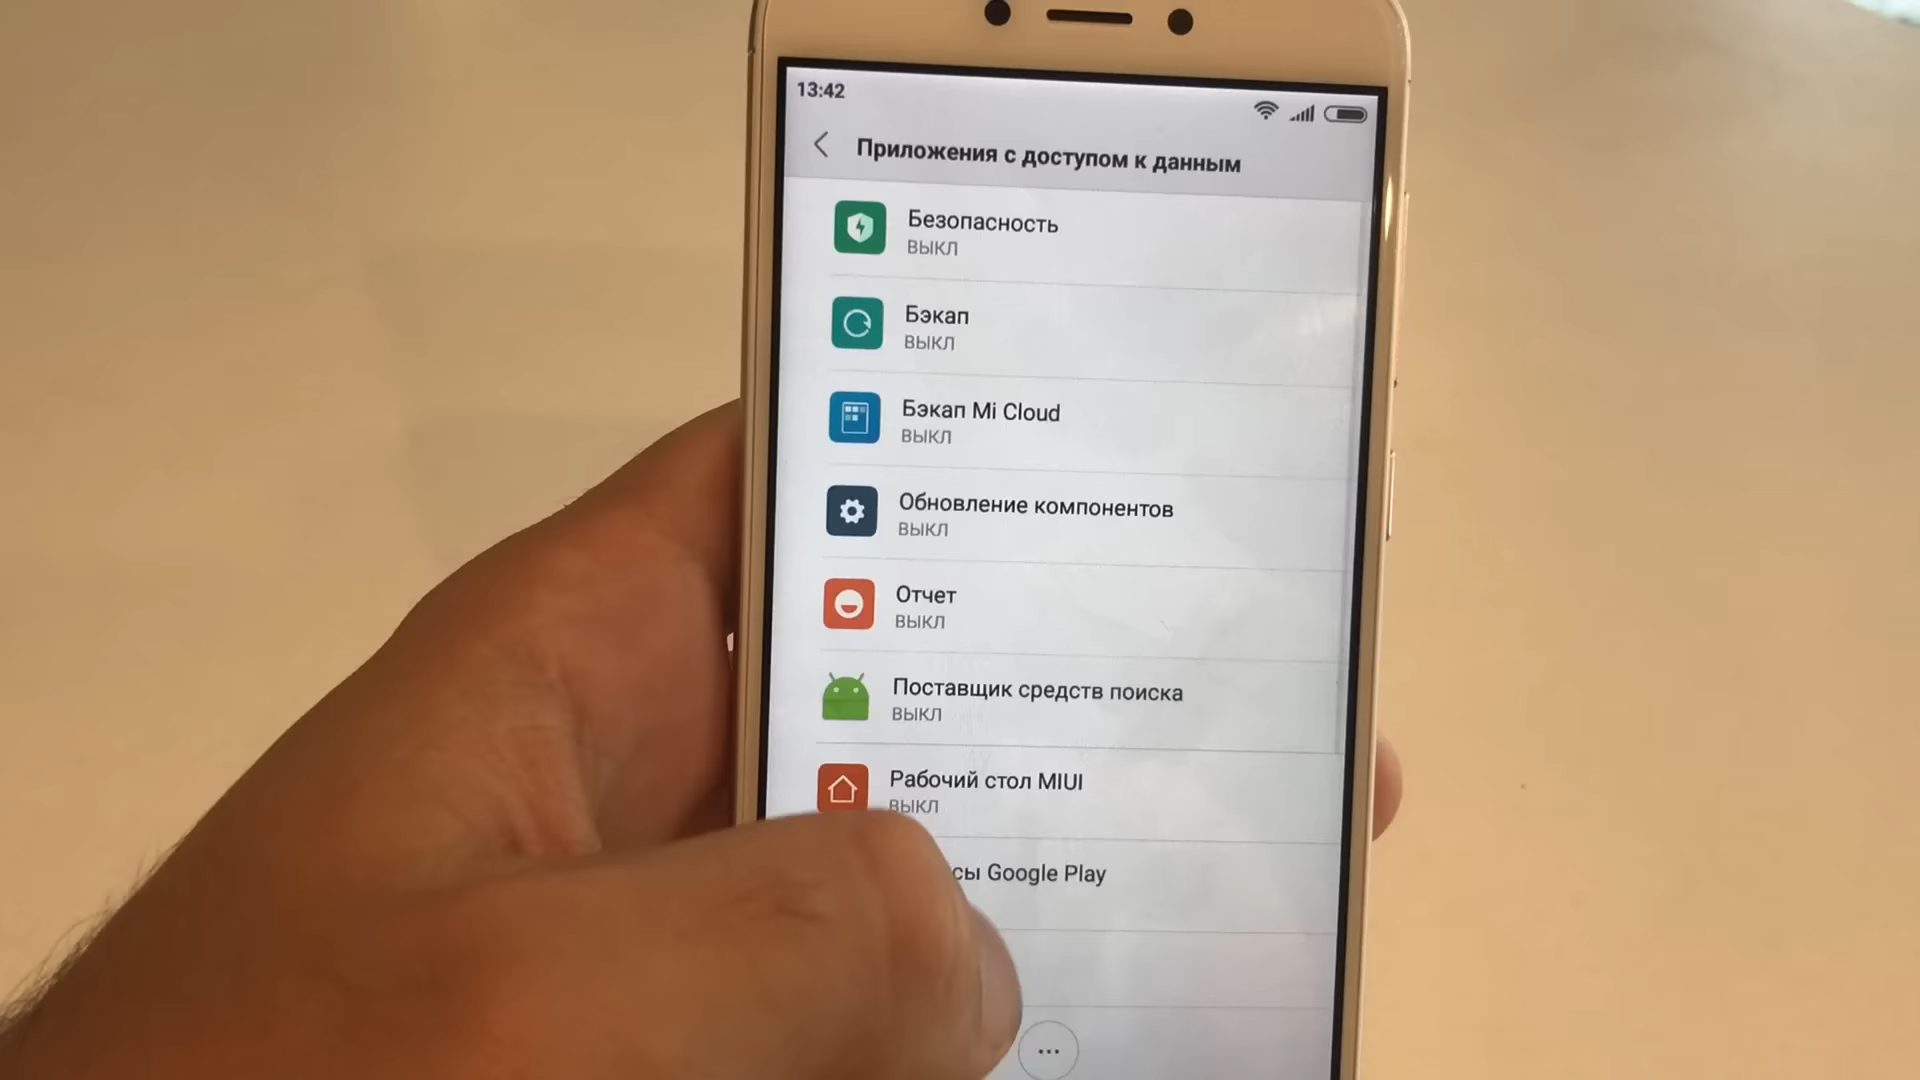 13:42
Приложения с доступом к данным
Безопасность
ВЫКЛ
Бэкап
ВЫКЛ
Бэкап Mi Cloud
ВЫКЛ
Обновление компонентов
ВЫКЛ
Отчет
ВЫКЛ
Поставщик средств поиска
ВЫКЛ
Рабочий стол MIUI
ВЫКЛ
Google Play